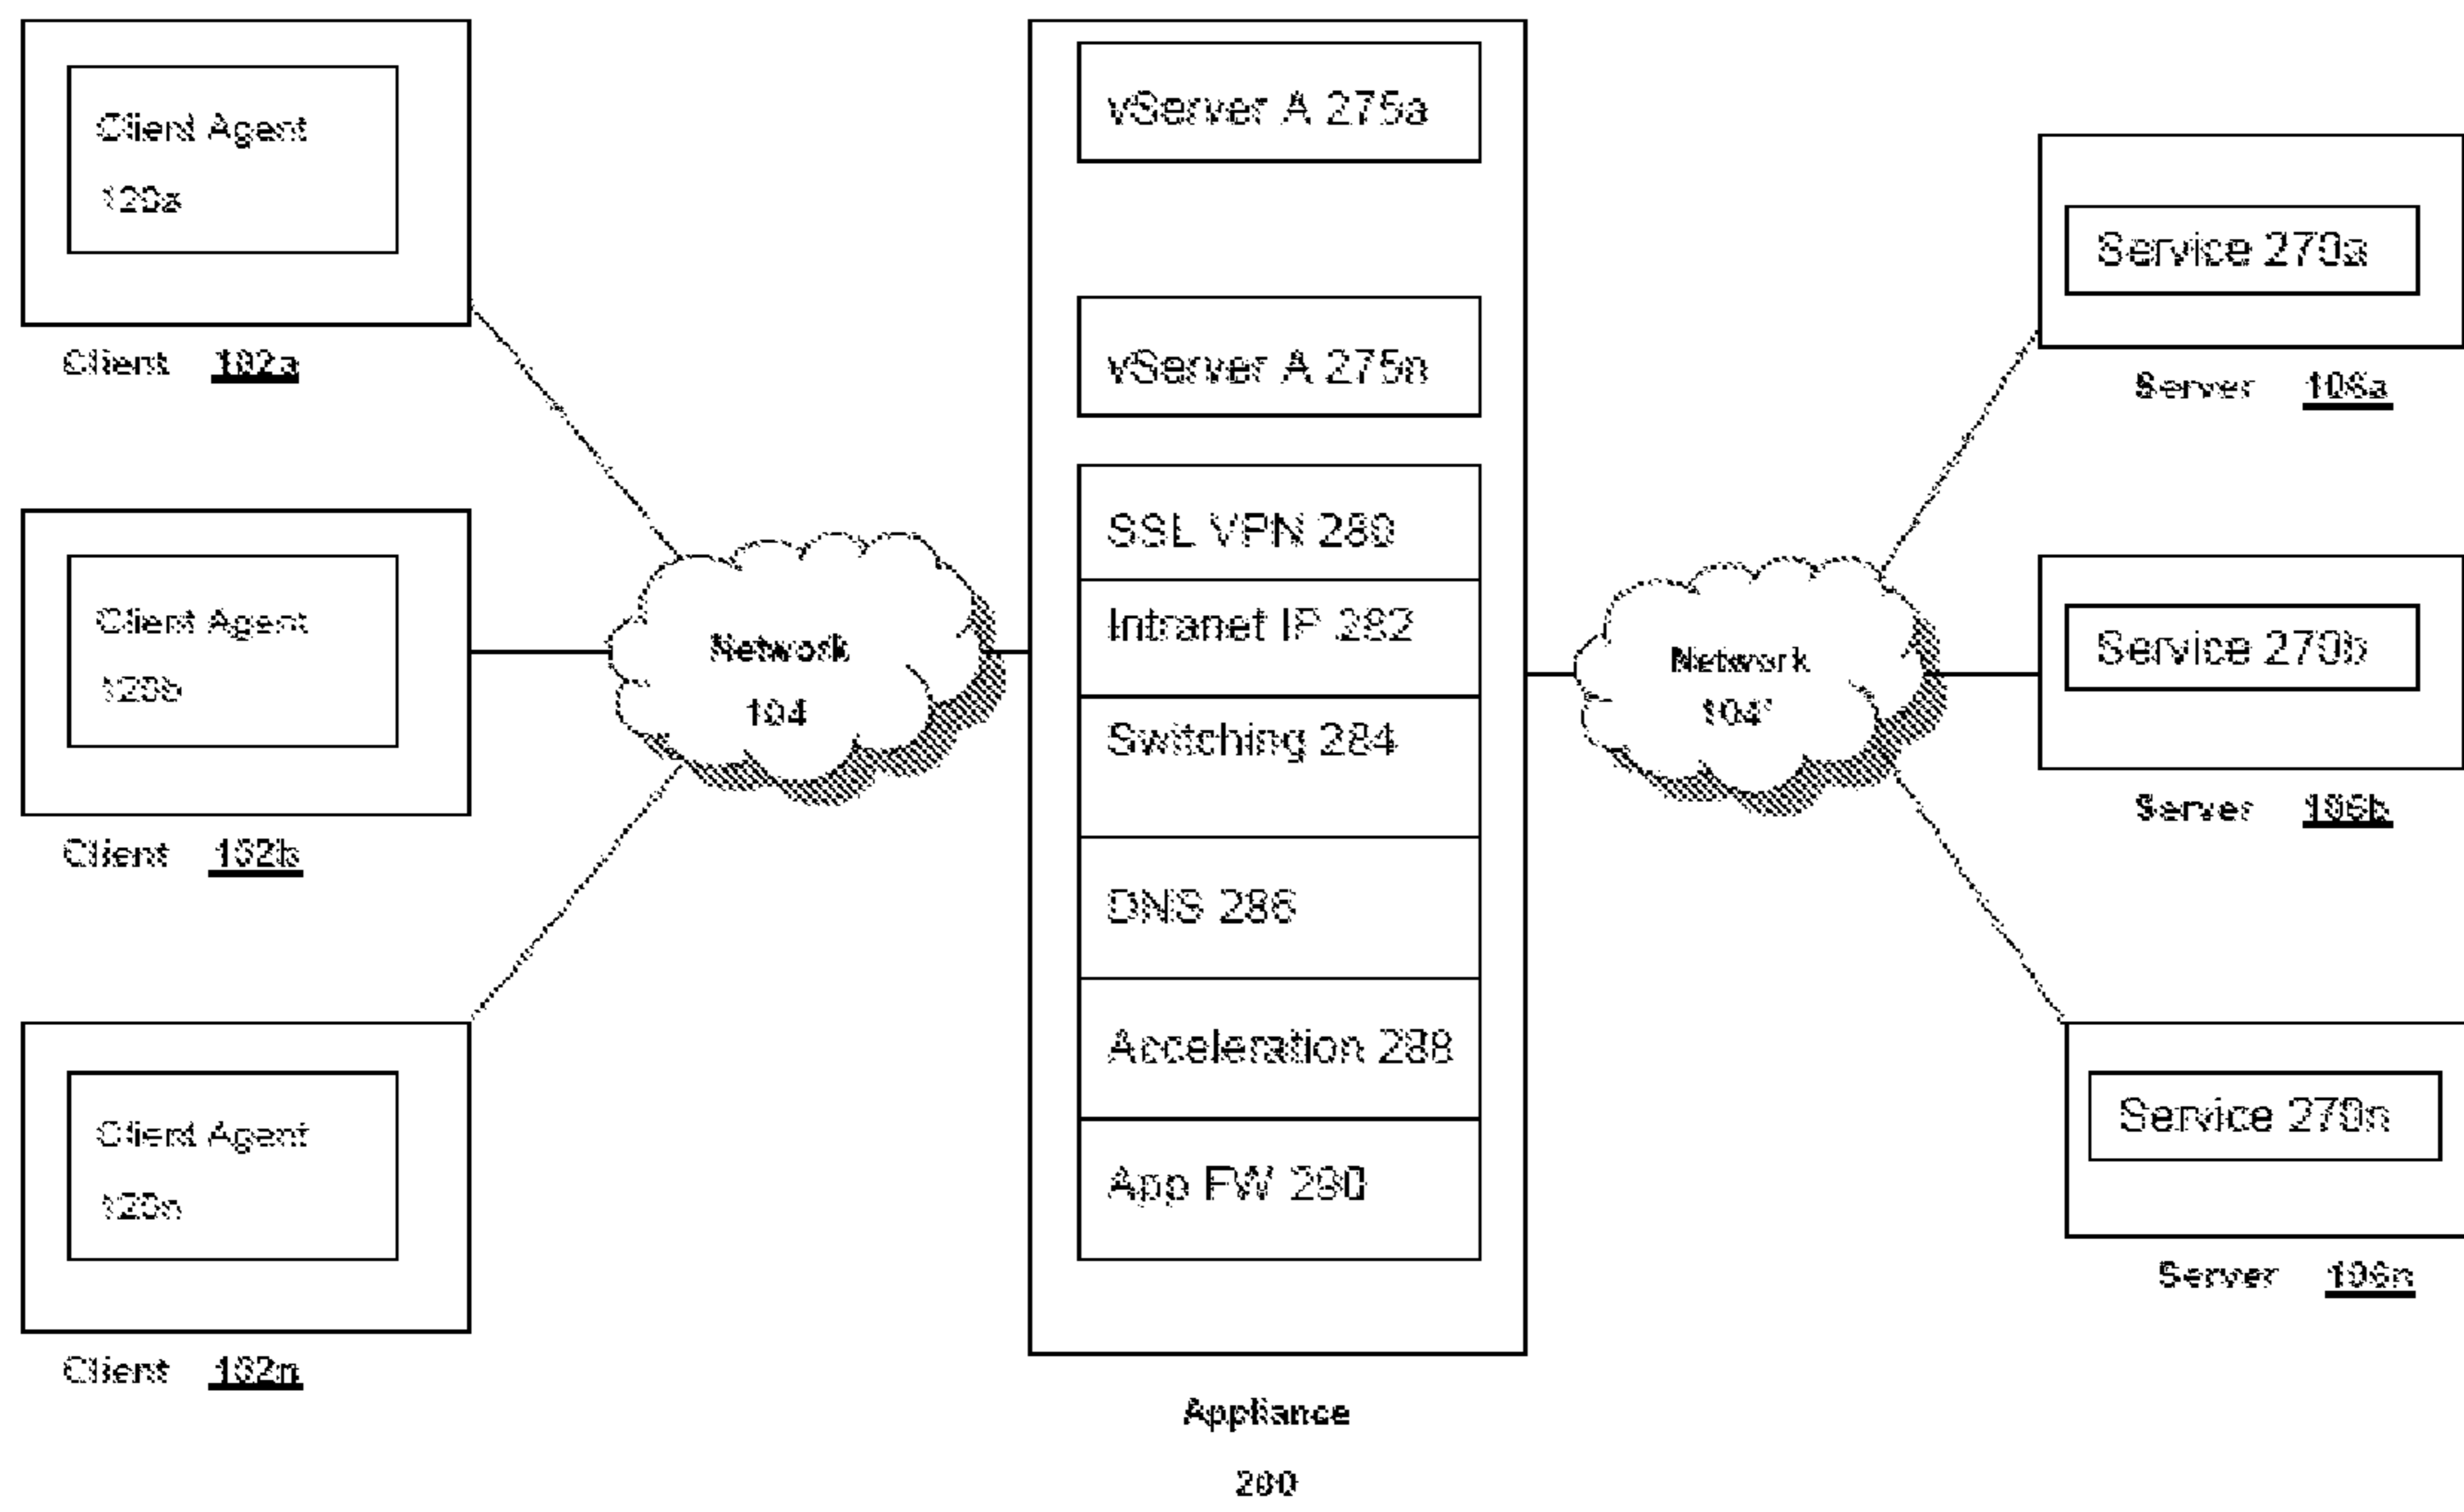 Client Agent
120a
Client 102a
Client Agent
120b
Client 102b
Client Agent
120n
Client 102n
Network
104
vServer A 275a
vServer A 275n
SSL VPN 280
Intranet IP 282
Switching 284
DNS 286
Acceleration 288
App FW 290
Appliance
200
Network
104'
Service 270a
Server 106a
Service 270b
Server 106b
Service 270n
Server 106n